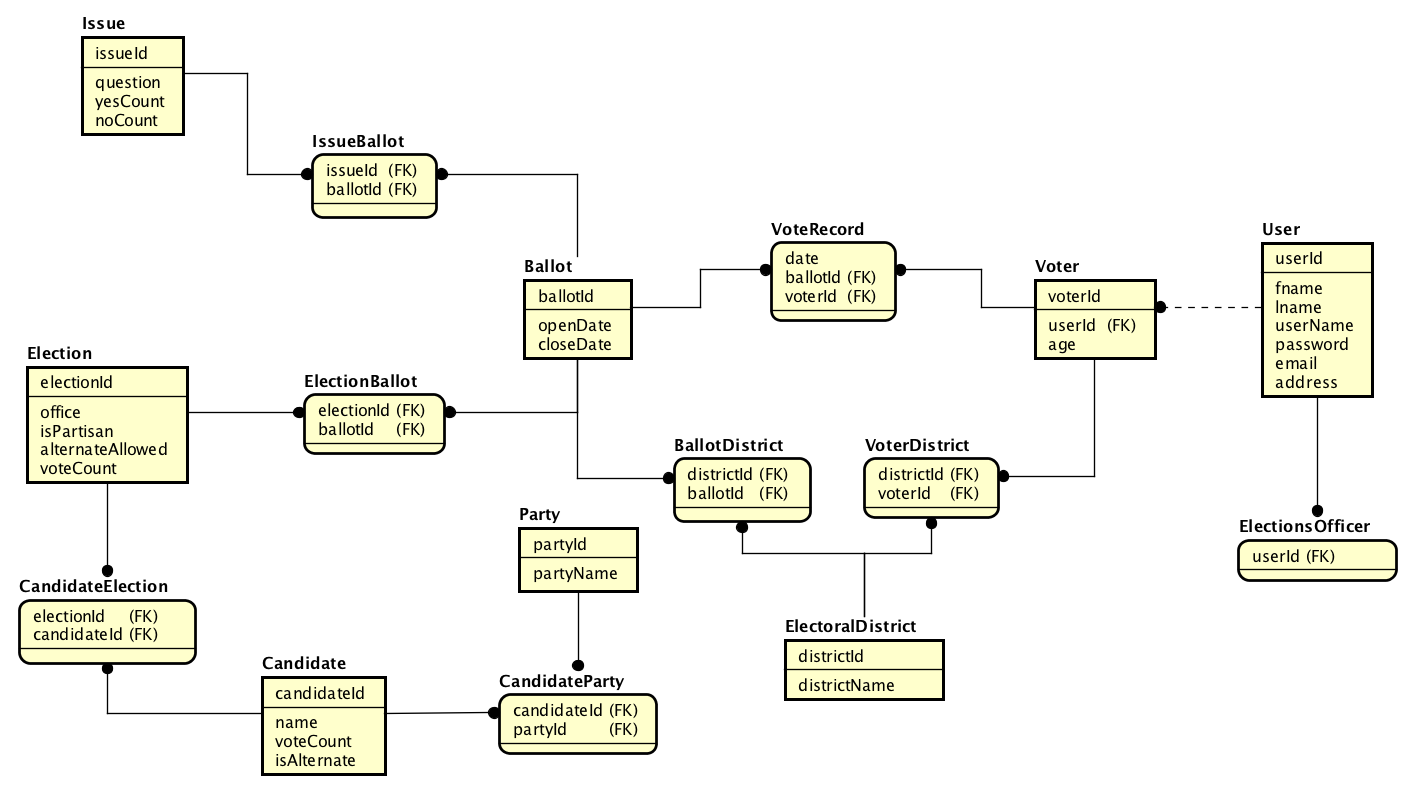 Issue
issueId
question
yesCount
noCount
IssueBallot
issueId (FK)
ballotId (FK)
Ballot
ballotId
openDate
closeDate
VoteRecord
date
ballotId (FK)
voterId (FK)
Voter
voterId
userId (FK)
age
User
userId
fname
lname
userName
password
email
address
Election
electionId
office
isPartisan
alternateAllowed
voteCount
ElectionBallot
electionId (FK)
ballotId (FK)
BallotDistrict
districtId (FK)
ballotId (FK)
VoterDistrict
districtId (FK)
voterId (FK)
ElectionsOfficer
userId (FK)
Party
partyId
partyName
CandidateElection
electionId (FK)
candidateId (FK)
Candidate
candidateId
name
voteCount
isAlternate
CandidateParty
candidateId (FK)
partyId (FK)
ElectoralDistrict
districtId
districtName